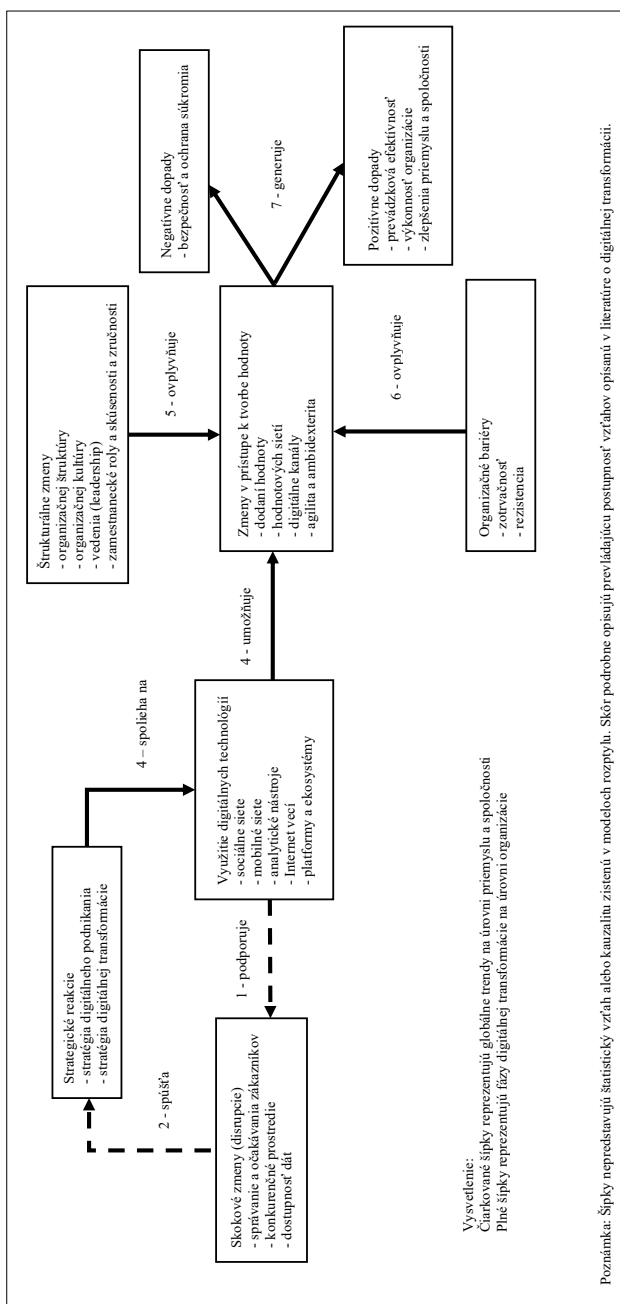 Negatívne dopady
- bezpečnosť a ochrana súkromia
7 - generuje
Pozitívne dopady
- prevádzková efektívnosť
- výkonnosť organizácie
- zlepšenia priemyslu a spoločnosti
Štrukturálne zmeny
- organizačnej štruktúry
- organizačnej kultúry
- vedenia (leadership)
- zamestnanecké roly a skúsenosti a zručnosti
5 - ovplyvňuje
Zmeny v prístupe k tvorbe hodnoty
- dodaní hodnoty
- hodnotových sietí
- digitálne kanály
- agilita a ambidexterita
6 - ovplyvňuje
Organizačné bariéry
- zotrvačnosť
- rezistencia
4 - umožňuje
4 – spolieha na
Strategické reakcie
- stratégia digitálneho podnikania
- stratégia digitálnej transformácie
Využitie digitálnych technológií
- sociálne siete
- mobilné siete
- analytické nástroje
- Internet vecí
- platformy a ekosystémy
1 - podporuje
2 - spúšťa
Skokové zmeny (disrupcie)
- správanie a očakávania zákazníkov
- konkurenčné prostredie
- dostupnosť dát
Vysvetlenie:
Čiarkované šípky reprezentujú globálne trendy na úrovni priemyslu a spoločnosti
Plné šípky reprezentujú fázy digitálnej transformácie na úrovni organizácie
Poznámka: Šípky nepredstavujú štatistický vzťah alebo kauzalitu zistenú v modeloch rozptylu. Skôr podrobne opisujú prevládajúcu postupnosť vzťahov opísanú v literatúre o digitálnej transformácii.